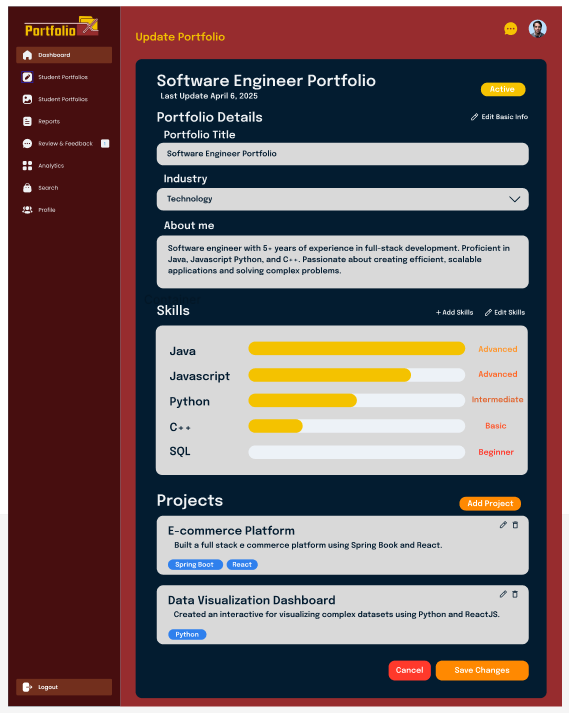 Portfolio
Dashboard
Student Portfolios
Student Portfolios
Reports
Review & Feedback
Analytics
Search
Profile
Logout
Update Portfolio
Software Engineer Portfolio
Last Update April 6, 2025
Active
Portfolio Details
Edit Basic Info
Portfolio Title
Software Engineer Portfolio
Industry
Technology
About me
Software engineer with 5+ years of experience in full-stack development. Proficient in
Java, Javascript Python, and C++. Passionate about creating efficient, scalable
applications and solving complex problems.
Skills
+ Add Skills
Edit Skills
Java
Advanced
Javascript
Advanced
Python
Intermediate
C++
Basic
SQL
Beginner
Projects
Add Project
E-commerce Platform
Built a full stack e commerce platform using Spring Book and React.
Spring Boot
React
Data Visualization Dashboard
Created an interactive for visualizing complex datasets using Python and ReactJS.
Python
Cancel
Save Changes